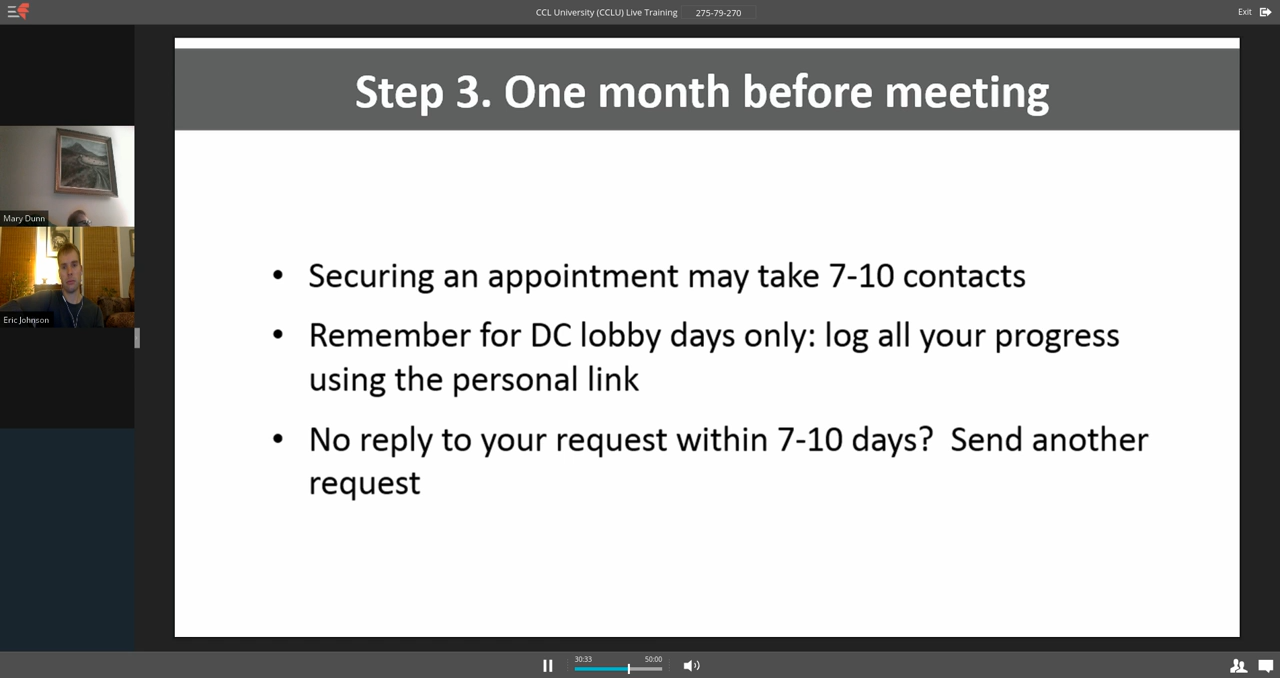 CCL University (CCLU) Live Training 275-79-270
Exit
Step 3. One month before meeting
Mary Dunn
Eric Johnson
• Securing an appointment may take 7-10 contacts
• Remember for DC lobby days only: log all your progress
using the personal link
• No reply to your request within 7-10 days? Send another
request
30:33
50:00